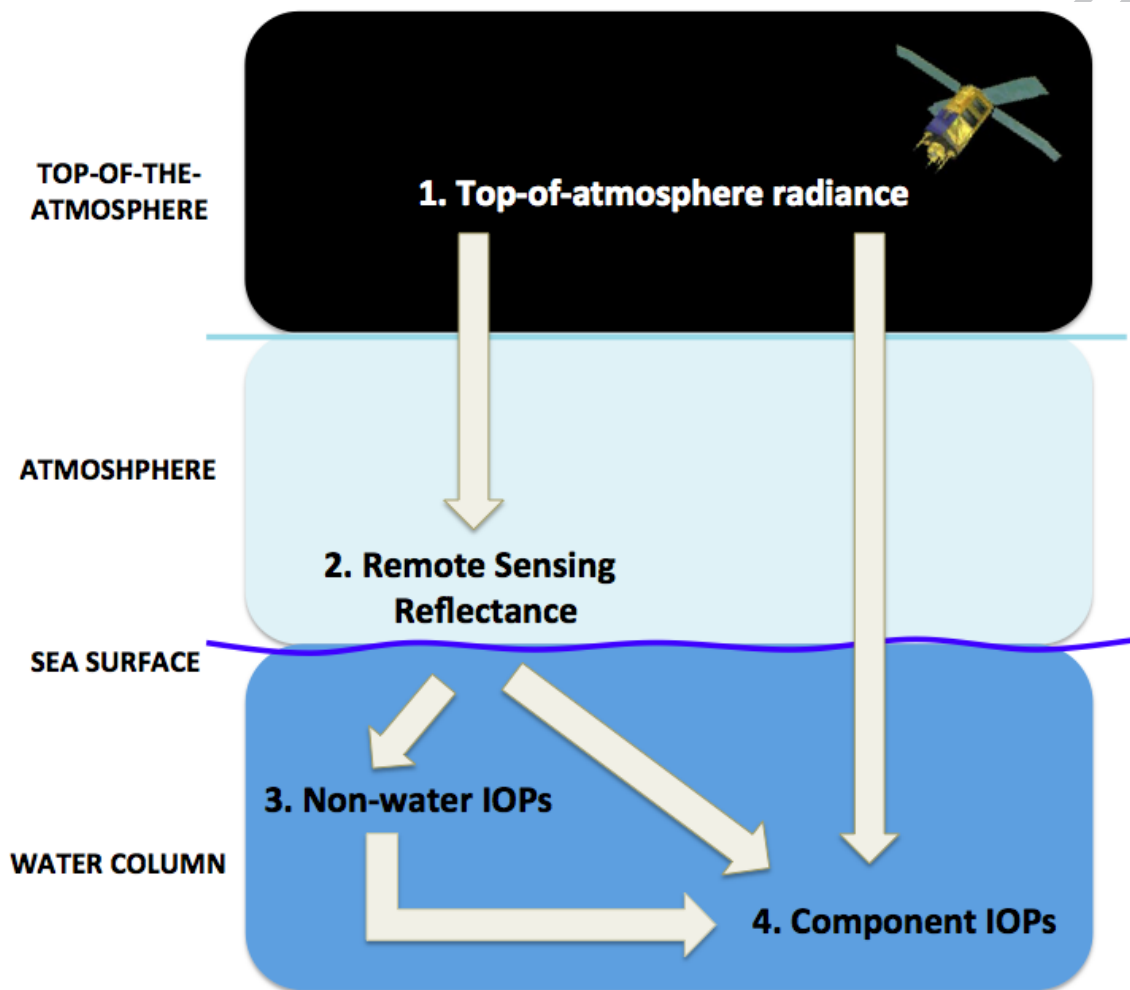 TOP-OF-THE-
ATMOSPHERE
1. Top-of-atmosphere radiance
ATMOSHPHERE
2. Remote Sensing
Reflectance
SEA SURFACE
3. Non-water IOPs
WATER COLUMN
4. Component IOPs